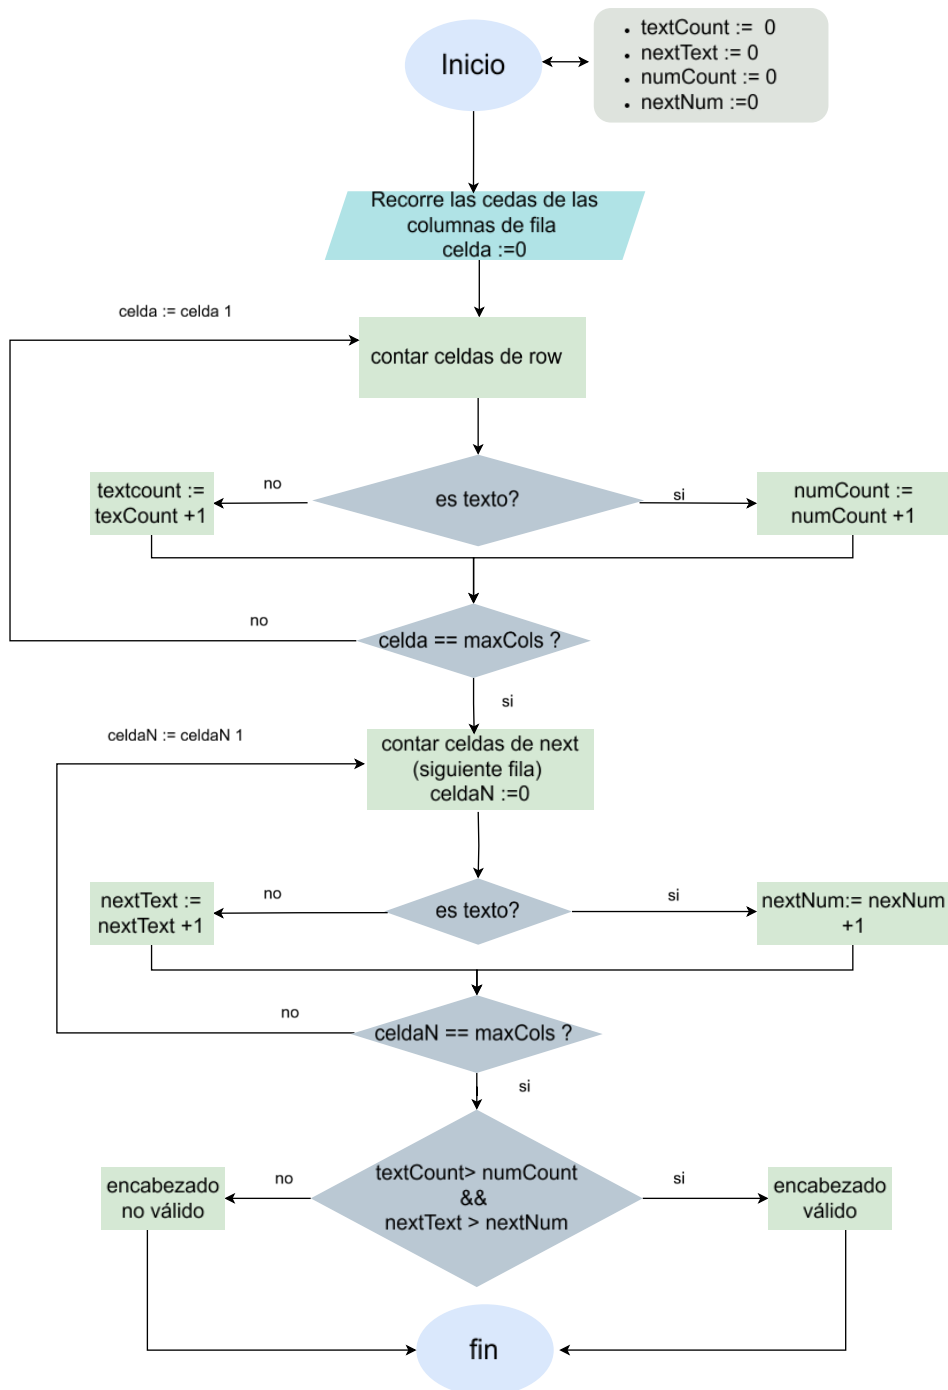 Inicio
textCount := 0
nextText := 0
numCount := 0
nextNum :=0
Recorre las cedas de las
columnas de fila
celda :=0
celda := celda 1
contar celdas de row
es texto?
no
si
textcount :=
texCount +1
numCount :=
numCount +1
celda == maxCols ?
no
si
celdaN := celdaN 1
contar celdas de next
(siguiente fila)
celdaN :=0
es texto?
no
si
nextText :=
nextText +1
nextNum:= nexNum
+1
celdaN == maxCols ?
no
si
textCount> numCount
&&
nextText > nextNum
no
si
encabezado
no válido
encabezado
válido
fin